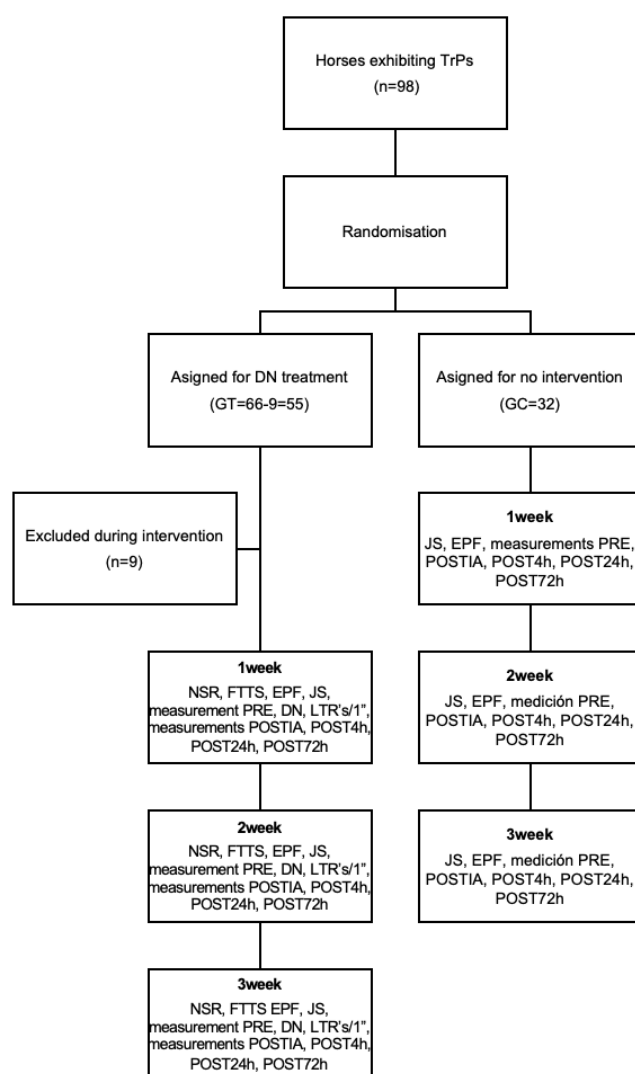 Horses exhibiting TrPs
(n=98)
Randomisation
Asigned for DN treatment
(GT=66-9=55)
Asigned for no intervention
(GC=32)
Excluded during intervention
(n=9)
1week
JS, EPF, measurements PRE,
POSTIA, POST4h, POST24h,
POST72h
1week
NSR, FTTS, EPF, JS,
measurement PRE, DN, LTR's/1”,
measurements POSTIA, POST4h,
POST24h, POST72h
2week
JS, EPF, medición PRE,
POSTIA, POST4h, POST24h,
POST72h
2week
NSR, FTTS, EPF, JS,
measurement PRE, DN, LTR's/1”,
measurements POSTIA, POST4h,
POST24h, POST72h
3week
JS, EPF, medición PRE,
POSTIA, POST4h, POST24h,
POST72h
3week
NSR, FTTS EPF, JS,
measurement PRE, DN, LTR's/1”,
measurements POSTIA, POST4h,
POST24h, POST72h